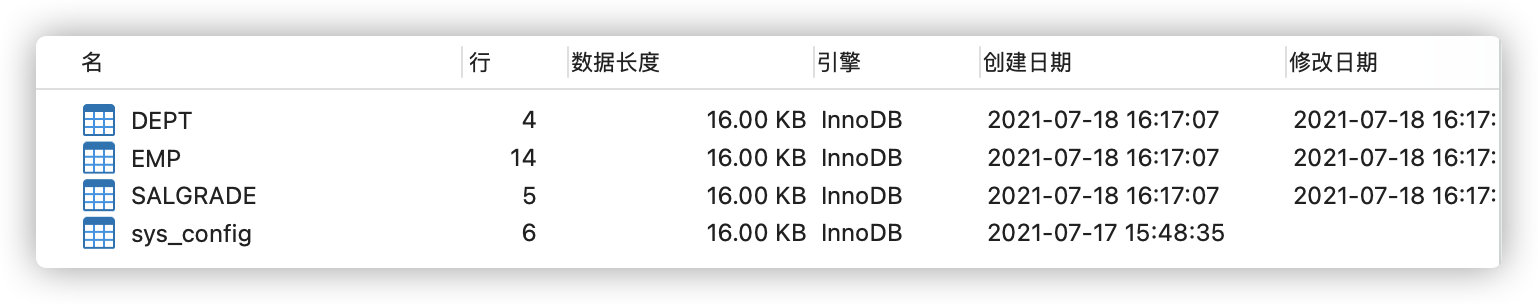 名 行 数据长度 引擎 创建日期 修改日期
DEPT 4 16.00 KB InnoDB 2021-07-18 16:17:07 2021-07-18 16:17:
EMP 14 16.00 KB InnoDB 2021-07-18 16:17:07 2021-07-18 16:17:
SALGRADE 5 16.00 KB InnoDB 2021-07-18 16:17:07 2021-07-18 16:17:
sys_config 6 16.00 KB InnoDB 2021-07-17 15:48:35